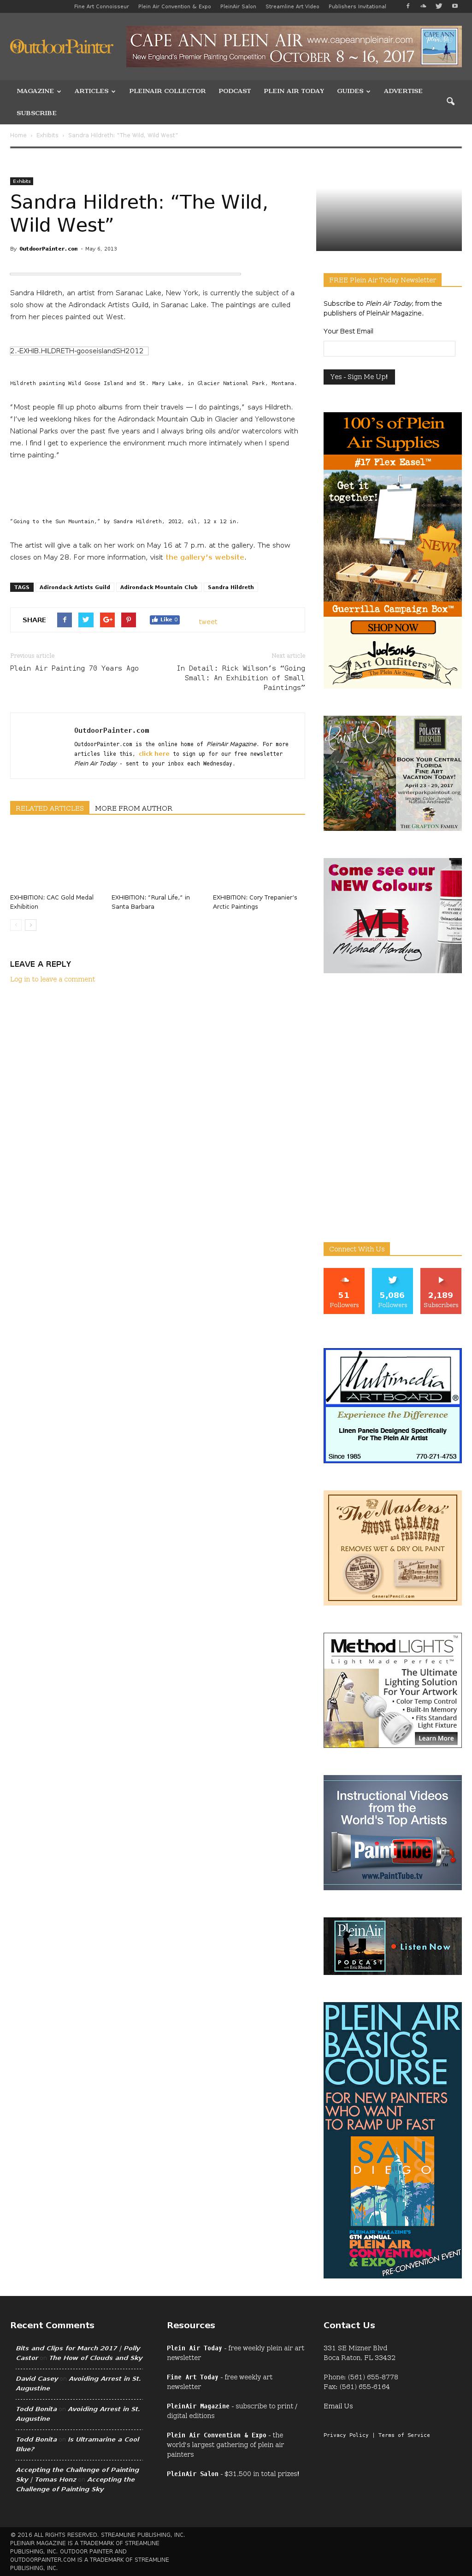 Fine Art Connoisseur Plein Air Convention & Expo PleinAir Salon Streamline Art Video Publishers Invitational
OutdoorPainter
CAPE ANN PLEIN AIR www.capeannpleinair.com
New England's Premier Painting Competition OCTOBER 8 ~ 16, 2017
MAGAZINE ARTICLES PLEINAIR COLLECTOR PODCAST PLEIN AIR TODAY GUIDES ADVERTISE
SUBSCRIBE
Home › Exhibits › Sandra Hildreth: "The Wild, Wild West"
Exhibits
Sandra Hildreth: “The Wild,
Wild West”
By OutdoorPainter.com - May 6, 2013
Sandra Hildreth, an artist from Saranac Lake, New York, is currently the subject of a
solo show at the Adirondack Artists Guild, in Saranac Lake. The paintings are culled
from her pieces painted out West.
2.-EXHIB.HILDRETH-gooseislandSH2012
Hildreth painting Wild Goose Island and St. Mary Lake, in Glacier National Park, Montana.
"Most people fill up photo albums from their travels — I do paintings," says Hildreth.
"I've led weeklong hikes for the Adirondack Mountain Club in Glacier and Yellowstone
National Parks over the past five years and I always bring oils and/or watercolors with
me. I find I get to experience the environment much more intimately when I spend
time painting."
"Going to the Sun Mountain," by Sandra Hildreth, 2012, oil, 12 x 12 in.
The artist will give a talk on her work on May 16 at 7 p.m. at the gallery. The show
closes on May 28. For more information, visit the gallery's website.
TAGS Adirondack Artists Guild Adirondack Mountain Club Sandra Hildreth
SHARE Like 0 tweet
Previous article
Plein Air Painting 70 Years Ago
Next article
In Detail: Rick Wilson’s “Going
Small: An Exhibition of Small
Paintings”
OutdoorPainter.com
OutdoorPainter.com is the online home of PleinAir Magazine. For more
articles like this, click here to sign up for our free newsletter
Plein Air Today - sent to your inbox each Wednesday.
RELATED ARTICLES MORE FROM AUTHOR
EXHIBITION: CAC Gold Medal
Exhibition
EXHIBITION: "Rural Life," in
Santa Barbara
EXHIBITION: Cory Trepanier's
Arctic Paintings
LEAVE A REPLY
Log in to leave a comment
FREE Plein Air Today Newsletter
Subscribe to Plein Air Today, from the
publishers of PleinAir Magazine.
Your Best Email
Yes - Sign Me Up!
100's of Plein
Air Supplies
#17 Flex Easel™
Get it
together!
NEW!
Guerrilla Campaign Box™
SHOP NOW
Judsons
Art Outfitters™
The Plein Air Store
Paint Out
the POLASEK MUSEUM
BOOK YOUR CENTRAL
FLORIDA
FINE ART
VACATION TODAY!
April 23 - 29, 2017
winterparkpaintout.org
THE GRAFTON FAMILY
Come see our
NEW Colours
MH
Michael Harding
Connect With Us
51
Followers
5,086
Followers
2,189
Subscribers
Multimedia
ARTBOARD®
Experience the Difference
Linen Panels Designed Specifically
For The Plein Air Artist
Since 1985 770-271-4753
"The Masters"
BRUSH CLEANER
AND PRESERVER
REMOVES WET & DRY OIL PAINT
GeneralPencil.com
METHOD LIGHTS™
Light Made Perfect™
The Ultimate
Lighting Solution
For Your Artwork
• Color Temp Control
• Built-In Memory
• Fits Standard
Light Fixture
Learn More
Instructional Videos
from the
World's Top Artists
PaintTube
www.PaintTube.tv
PleinAir
PODCAST
with Eric Rhoads
Listen Now
PLEIN AIR
BASICS
COURSE
FOR NEW PAINTERS
WHO WANT
TO RAMP UP FAST
SAN
DIEGO
PLEINAIR MAGAZINE'S
6TH ANNUAL
PLEIN AIR
CONVENTION
& EXPO
PRE-CONVENTION EVENT
Recent Comments
Bits and Clips for March 2017 | Polly
Castor on The How of Clouds and Sky
David Casey on Avoiding Arrest in St.
Augustine
Todd Bonita on Avoiding Arrest in St.
Augustine
Todd Bonita on Is Ultramarine a Cool
Blue?
Accepting the Challenge of Painting
Sky | Tomas Honz on Accepting the
Challenge of Painting Sky
Resources
Plein Air Today - free weekly plein air art
newsletter
Fine Art Today - free weekly art
newsletter
PleinAir Magazine - subscribe to print /
digital editions
Plein Air Convention & Expo - the
world's largest gathering of plein air
painters
PleinAir Salon - $31,500 in total prizes!
Contact Us
331 SE Mizner Blvd
Boca Raton, FL 33432
Phone: (561) 655-8778
Fax: (561) 655-6164
Email Us
Privacy Policy | Terms of Service
© 2016 ALL RIGHTS RESERVED. STREAMLINE PUBLISHING, INC.
PLEINAIR MAGAZINE IS A TRADEMARK OF STREAMLINE
PUBLISHING, INC. OUTDOOR PAINTER AND
OUTDOORPAINTER.COM IS A TRADEMARK OF STREAMLINE
PUBLISHING, INC.